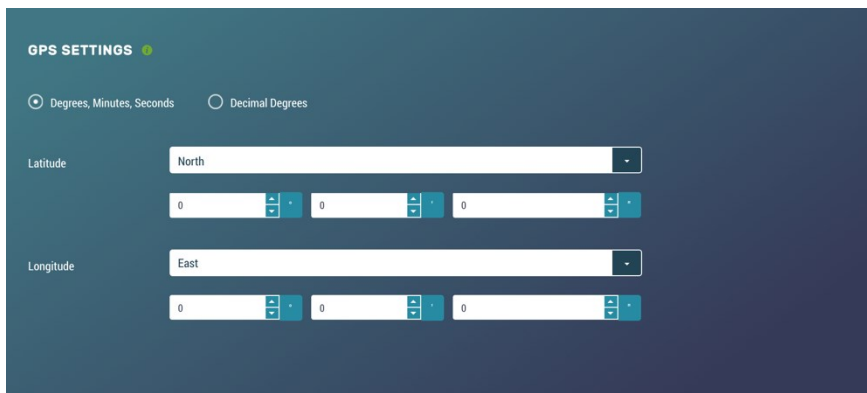 GPS SETTINGS i
Degrees, Minutes, Seconds Decimal Degrees
Latitude North
0 ° 0 ' 0 "
Longitude East
0 ° 0 ' 0 "